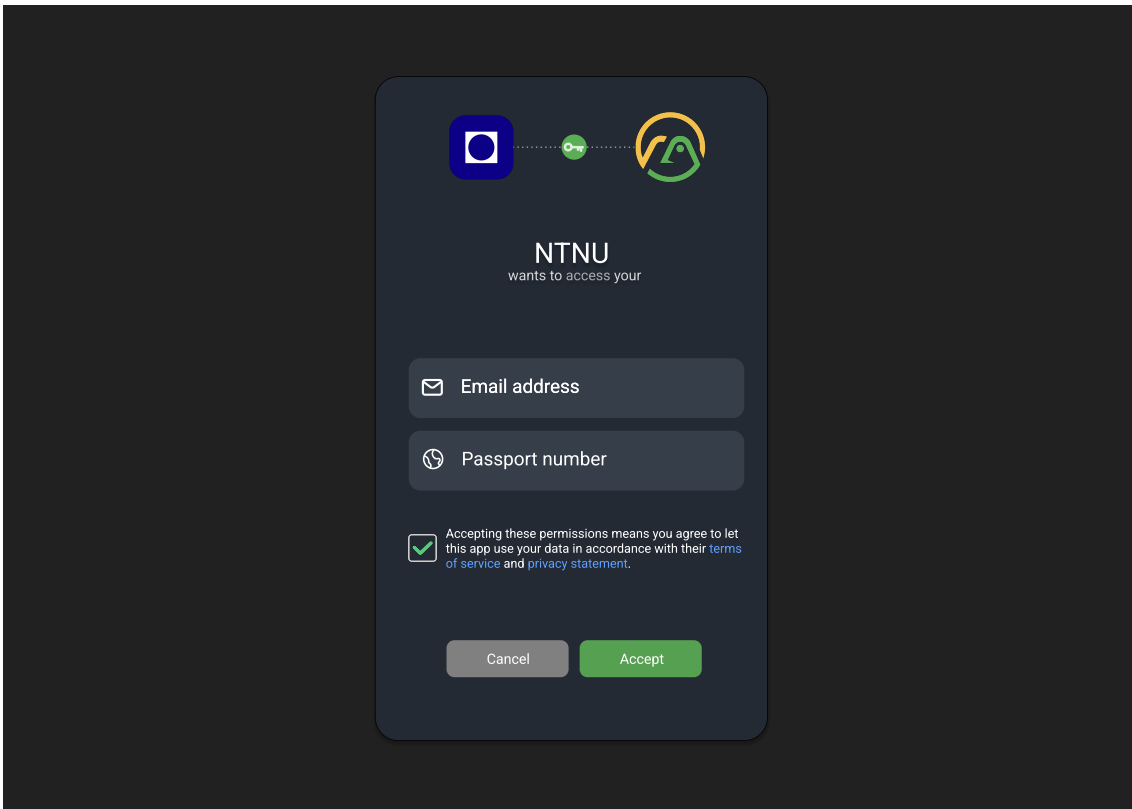 NTNU
wants to access your
Email address
Passport number
Accepting these permissions means you agree to let
this app use your data in accordance with their terms
of service and privacy statement.
Cancel
Accept